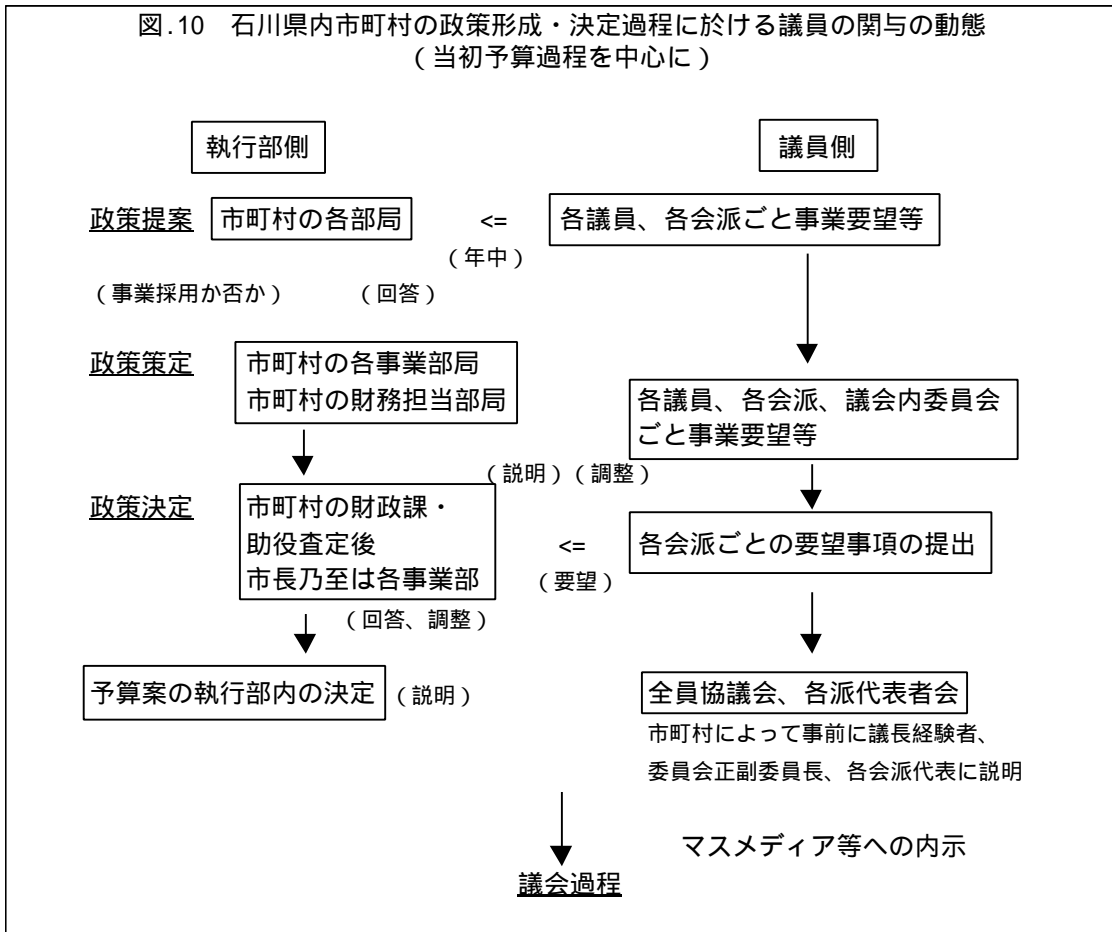 図.10　石川県内市町村の政策形成・決定過程に於ける議員の関与の動態
（当初予算過程を中心に）
執行部側
議員側
政策提案
市町村の各部局
<=
各議員、各会派ごと事業要望等
（年中）
（事業採用か否か）
（回答）
政策策定
市町村の各事業部局
市町村の財務担当部局
各議員、各会派、議会内委員会
ごと事業要望等
（説明）（調整）
政策決定
市町村の財政課・
助役査定後
市長乃至は各事業部
<=
（要望）
各会派ごとの要望事項の提出
（回答、調整）
予算案の執行部内の決定
（説明）
全員協議会、各派代表者会
市町村によって事前に議長経験者、
委員会正副委員長、各会派代表に説明
マスメディア等への内示
議会過程